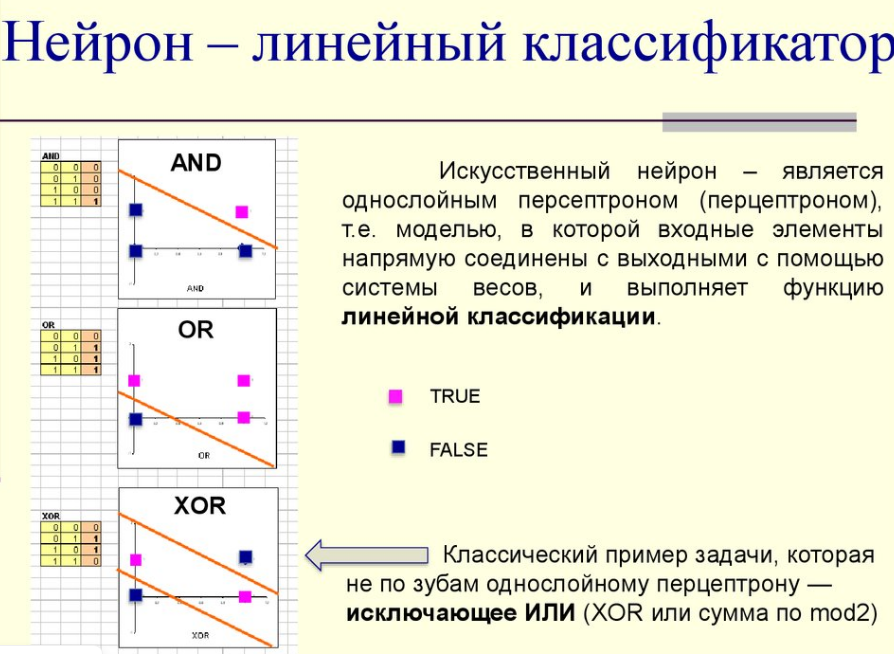 Нейрон – линейный классификатор
AND
0 0 0
0 1 0
1 0 0
1 1 1
AND
AND
Искусственный нейрон – является
однослойным персептроном (перцептроном),
т.е. моделью, в которой входные элементы
напрямую соединены с выходными с помощью
системы весов, и выполняет функцию
линейной классификации.
OR
0 0 0
0 1 1
1 0 1
1 1 1
OR
OR
TRUE
FALSE
XOR
0 0 0
0 1 1
1 0 1
1 1 0
XOR
XOR
Классический пример задачи, которая
не по зубам однослойному перцептрону —
исключающее ИЛИ (XOR или сумма по mod2)